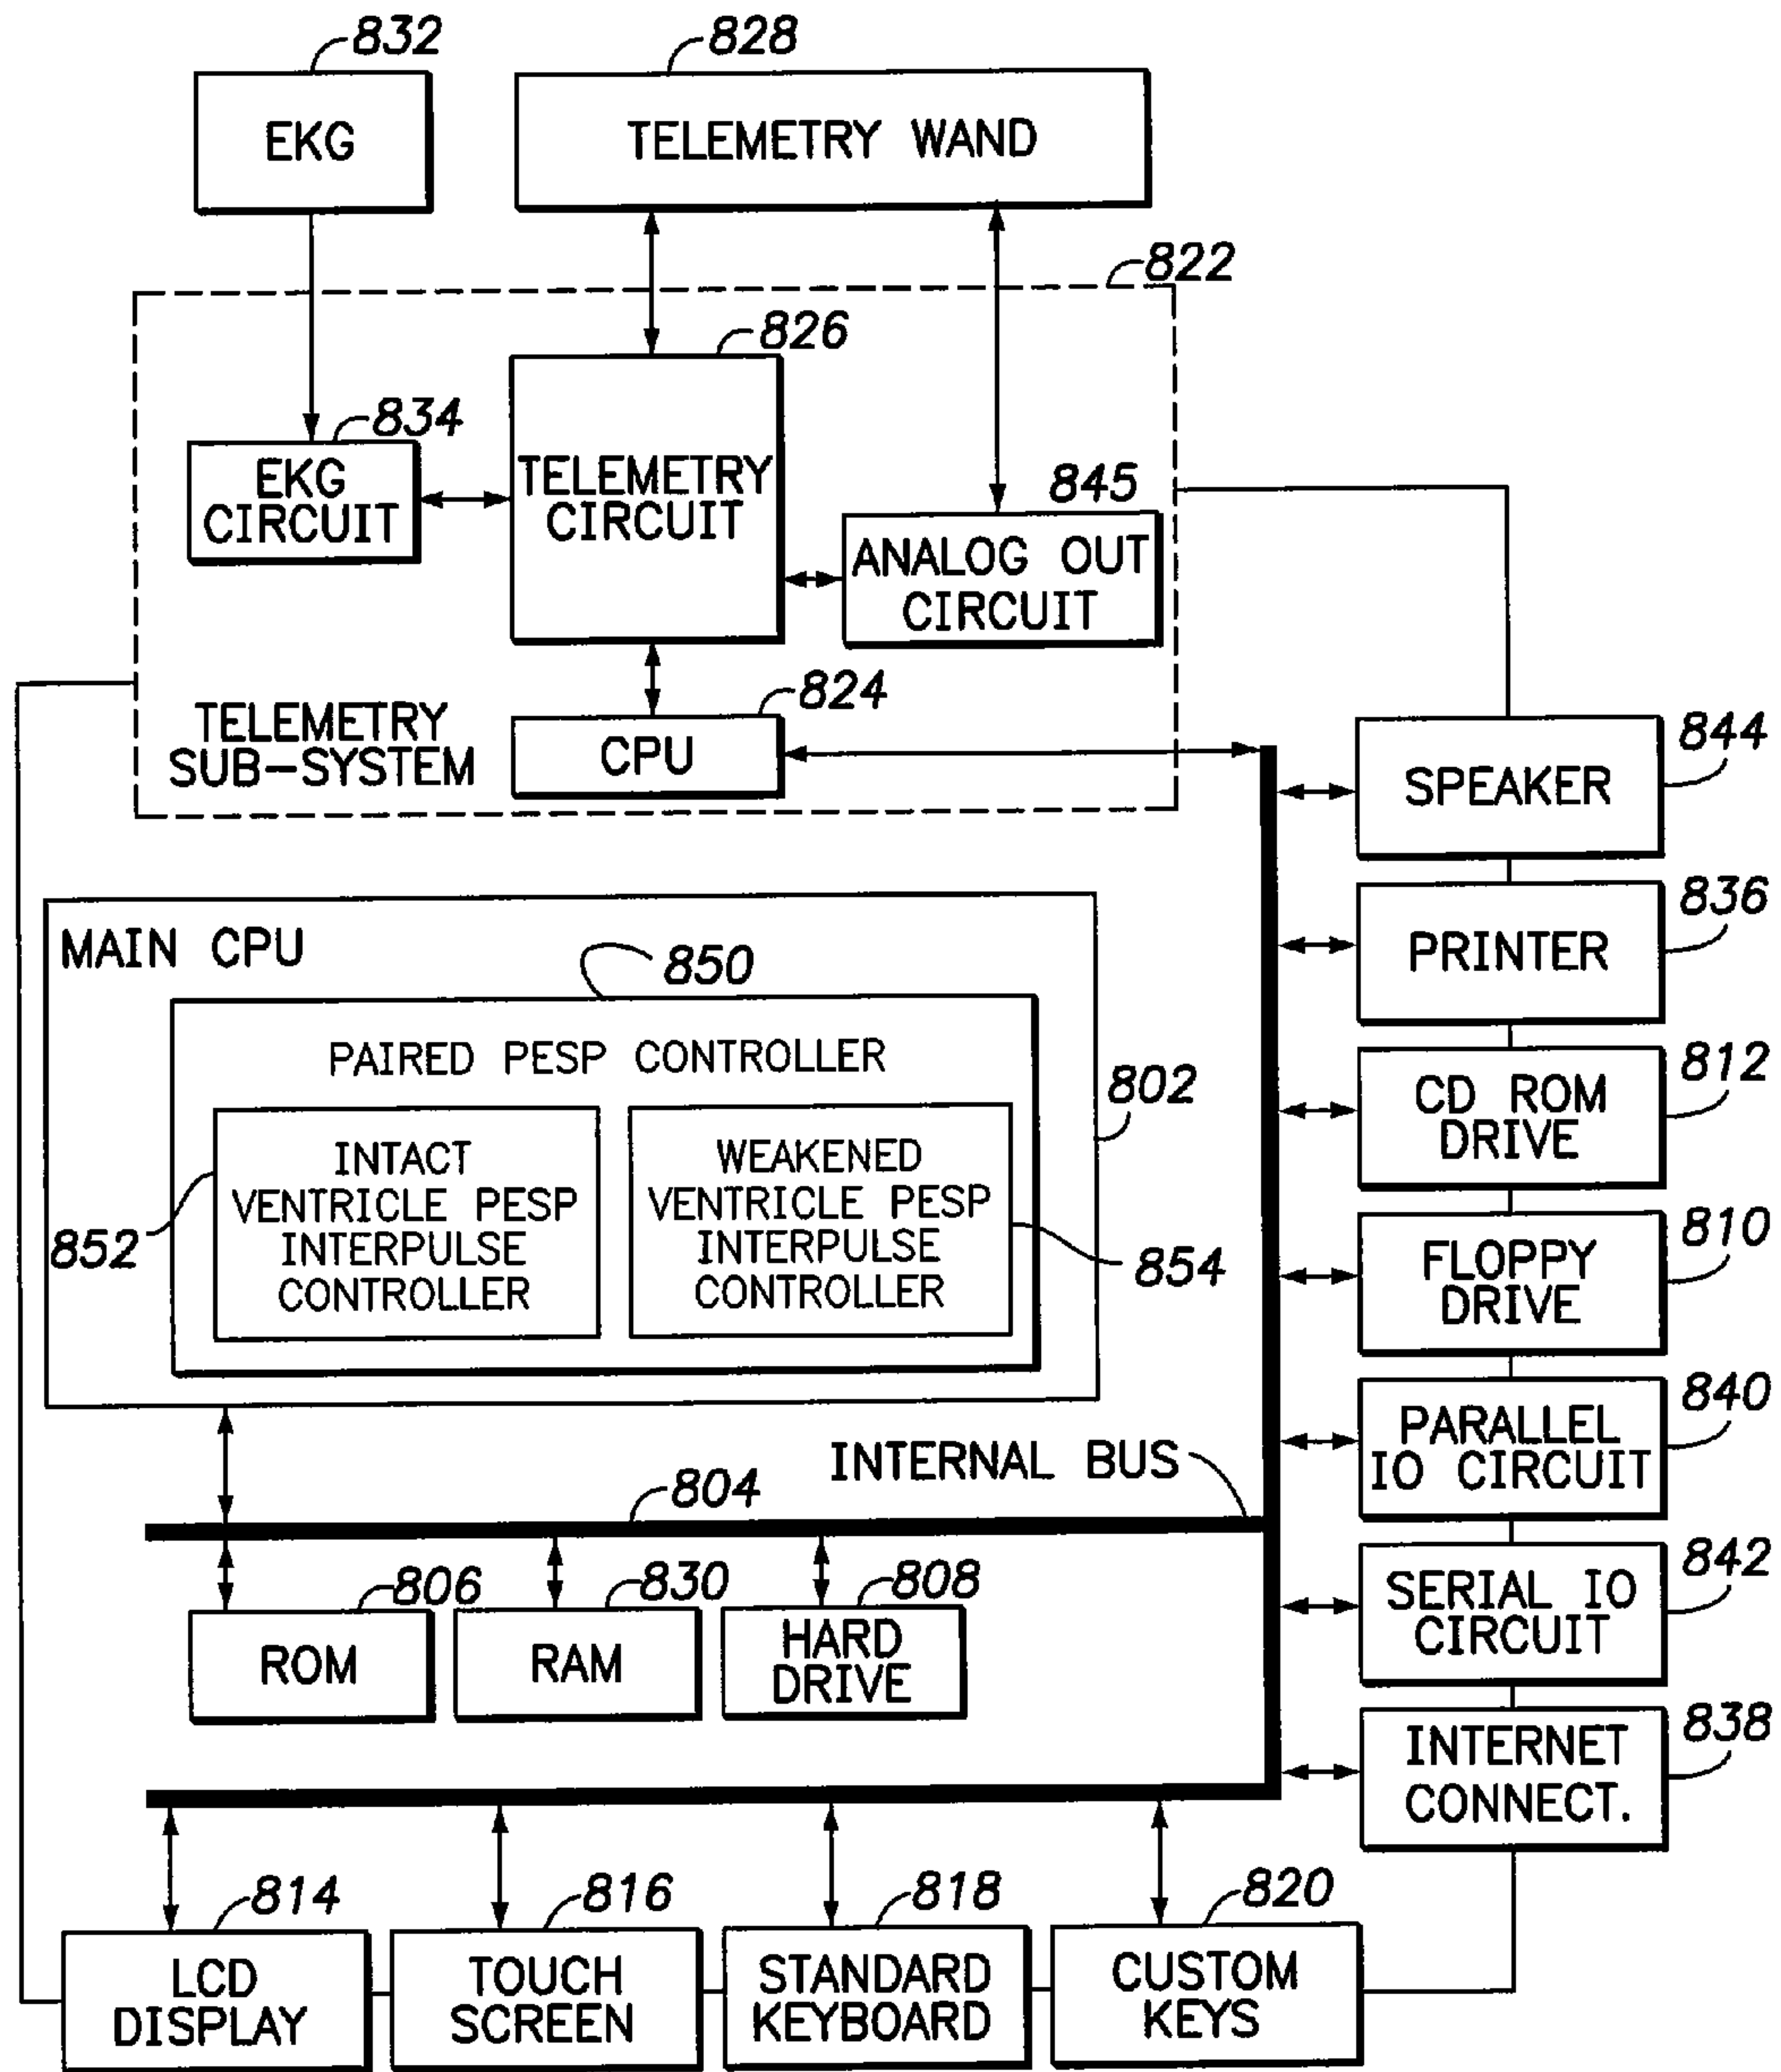 832
828
EKG
TELEMETRY WAND
822
826
834
EKG
CIRCUIT
TELEMETRY
CIRCUIT
845
ANALOG OUT
CIRCUIT
824
TELEMETRY
SUB-SYSTEM
CPU
844
SPEAKER
836
PRINTER
MAIN CPU
850
PAIRED PESP CONTROLLER
802
812
CD ROM
DRIVE
INTACT
VENTRICLE PESP
INTERPULSE
CONTROLLER
852
WEAKENED
VENTRICLE PESP
INTERPULSE
CONTROLLER
854
810
FLOPPY
DRIVE
840
PARALLEL
IO CIRCUIT
INTERNAL BUS
804
842
SERIAL IO
CIRCUIT
806
830
808
ROM
RAM
HARD
DRIVE
838
INTERNET
CONNECT.
814
816
818
820
LCD
DISPLAY
TOUCH
SCREEN
STANDARD
KEYBOARD
CUSTOM
KEYS